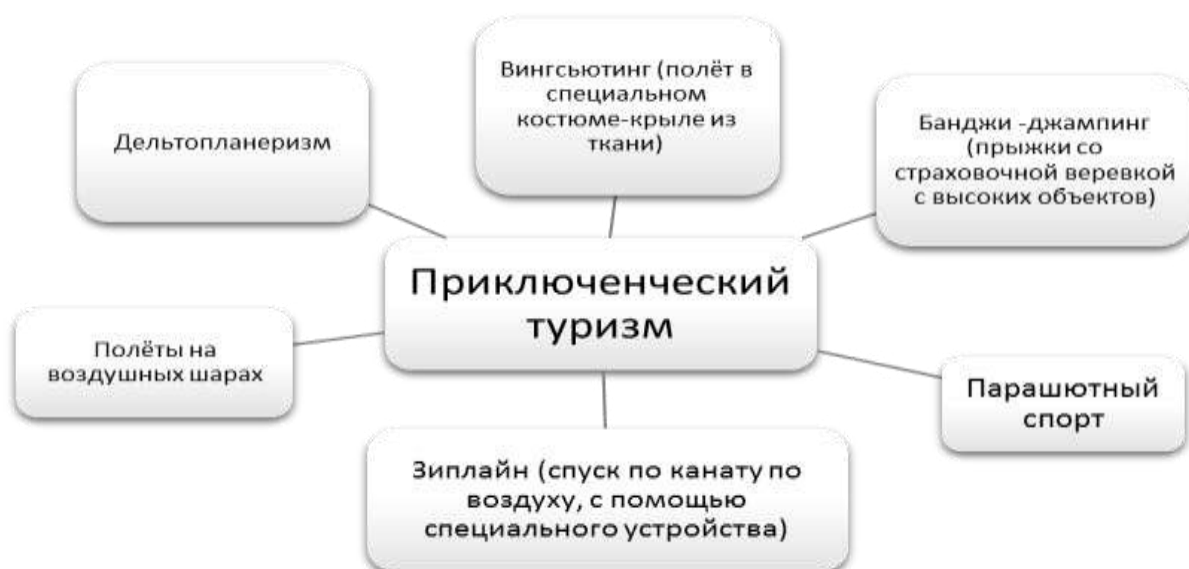 Вингсьютинг (полёт в
специальном
костюме-крыле из
ткани)
Дельтопланеризм
Банджи -джампинг
(прыжки со
страховочной веревкой
с высоких объектов)
Приключенческий
туризм
Полёты на
воздушных шарах
Парашютный
спорт
Зиплайн (спуск по канату по
воздуху, с помощью
специального устройства)